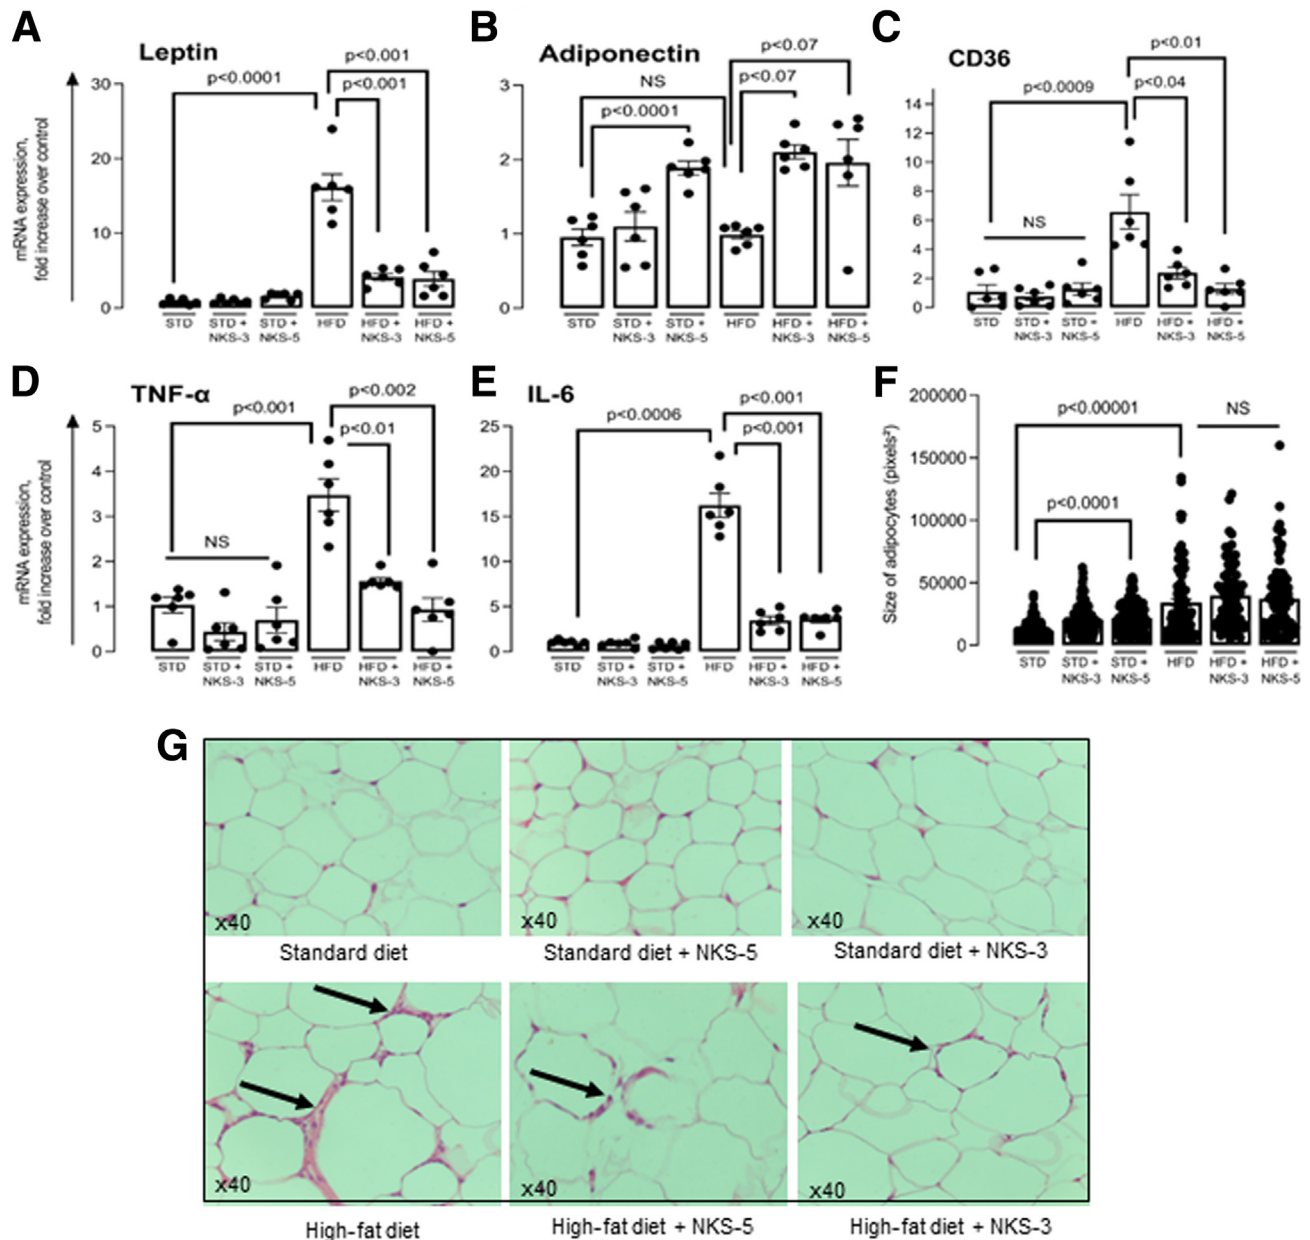 A
Leptin
p<0.0001
p<0.001
p<0.001
mRNA expression,
fold increase over control
30
20
10
0
STD
STD +
NKS-3
STD +
NKS-5
HFD
HFD +
NKS-3
HFD +
NKS-5
B
Adiponectin
NS
p<0.0001
p<0.07
p<0.07
3
2
1
0
STD
STD +
NKS-3
STD +
NKS-5
HFD
HFD +
NKS-3
HFD +
NKS-5
C
CD36
p<0.0009
p<0.01
p<0.04
NS
14
12
10
8
6
4
2
0
STD
STD +
NKS-3
STD +
NKS-5
HFD
HFD +
NKS-3
HFD +
NKS-5
D
TNF-α
p<0.001
p<0.002
p<0.01
NS
mRNA expression,
fold increase over control
5
4
3
2
1
0
STD
STD +
NKS-3
STD +
NKS-5
HFD
HFD +
NKS-3
HFD +
NKS-5
E
IL-6
p<0.0006
p<0.001
p<0.001
25
20
15
10
5
0
STD
STD +
NKS-3
STD +
NKS-5
HFD
HFD +
NKS-3
HFD +
NKS-5
F
p<0.00001
NS
p<0.0001
Size of adipocytes (pixels²)
200000
150000
100000
50000
0
STD
STD +
NKS-3
STD +
NKS-5
HFD
HFD +
NKS-3
HFD +
NKS-5
G
x40
x40
x40
Standard diet
Standard diet + NKS-5
Standard diet + NKS-3
x40
x40
x40
High-fat diet
High-fat diet + NKS-5
High-fat diet + NKS-3